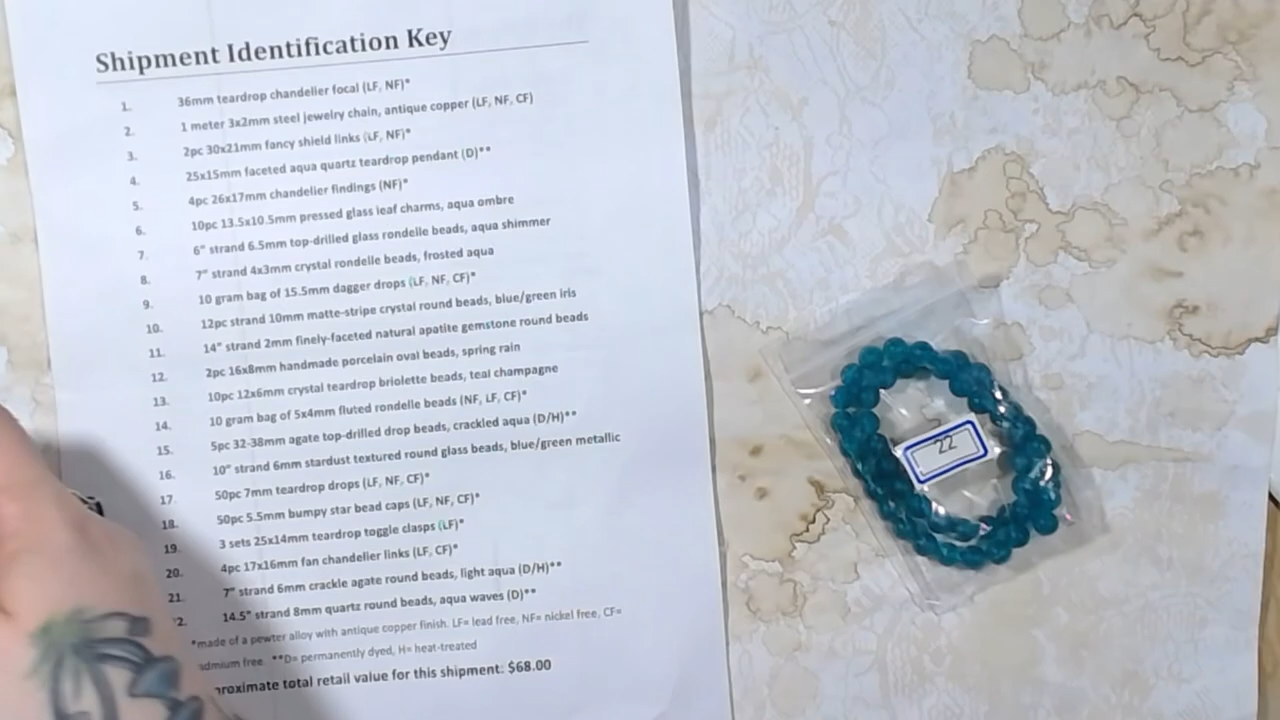 Shipment Identification Key
1. 36mm teardrop chandelier focal (LF, NF)*
2. 1 meter 3x2mm steel jewelry chain, antique copper (LF, NF, CF)
3. 2pc 30x21mm fancy shield links (LF, NF)*
4. 25x15mm faceted aqua quartz teardrop pendant (D)**
5. 4pc 26x17mm chandelier findings (NF)*
6. 10pc 13.5x10.5mm pressed glass leaf charms, aqua ombre
7. 6" strand 6.5mm top-drilled glass rondelle beads, aqua shimmer
8. 7" strand 4x3mm crystal rondelle beads, frosted aqua
9. 10 gram bag of 15.5mm dagger drops (LF, NF, CF)*
10. 12pc strand 10mm matte-stripe crystal round beads, blue/green iris
11. 14" strand 2mm finely-faceted natural apatite gemstone round beads
12. 2pc 16x8mm handmade porcelain oval beads, spring rain
13. 10pc 12x6mm crystal teardrop briolette beads, teal champagne
14. 10 gram bag of 5x4mm fluted rondelle beads (NF, LF, CF)*
15. 5pc 32-38mm agate top-drilled drop beads, crackled aqua (D/H)**
16. 10" strand 6mm stardust textured round glass beads, blue/green metallic
17. 50pc 7mm teardrop drops (LF, NF, CF)*
18. 50pc 5.5mm bumpy star bead caps (LF, NF, CF)*
19. 3 sets 25x14mm teardrop toggle clasps (LF)*
20. 4pc 17x16mm fan chandelier links (LF, CF)*
21. 7" strand 6mm crackle agate round beads, light aqua (D/H)**
2. 14.5" strand 8mm quartz round beads, aqua waves (D)**
*made of a pewter alloy with antique copper finish. LF= lead free, NF= nickel free, CF=
admium free. **D= permanently dyed, H= heat-treated
roximate total retail value for this shipment: $68.00
22